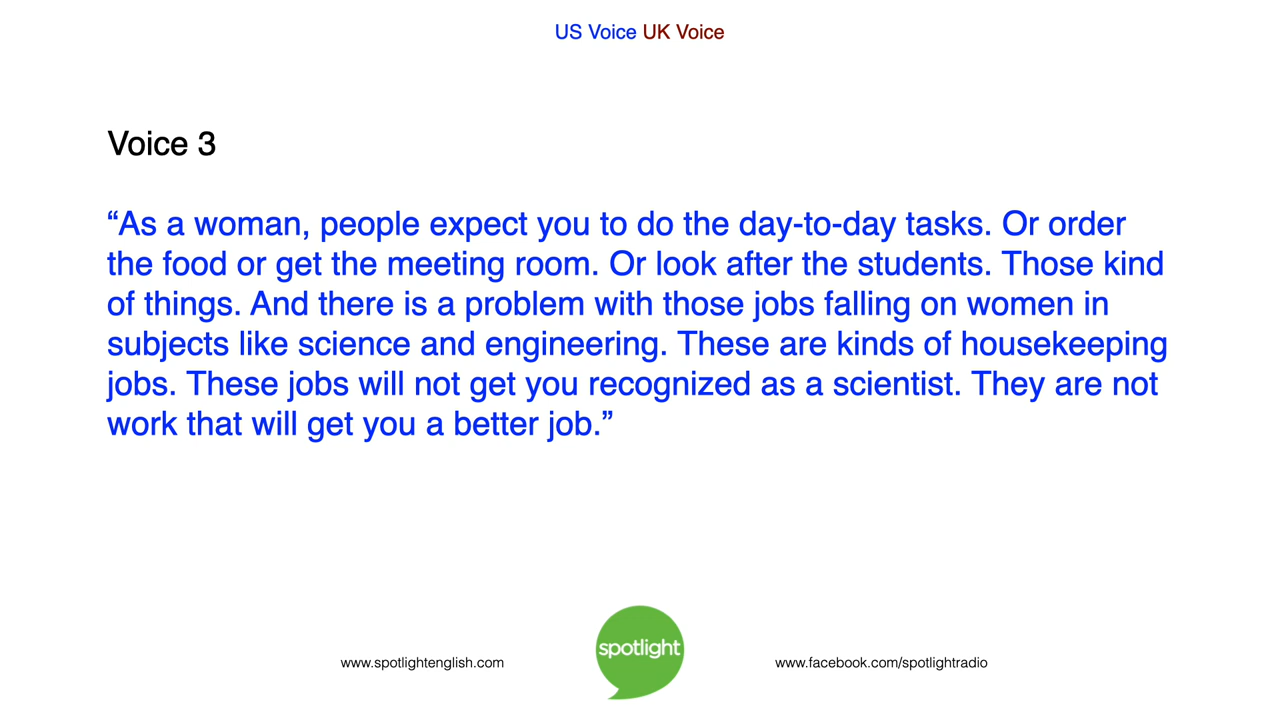 US Voice UK Voice
Voice 3
“As a woman, people expect you to do the day-to-day tasks. Or order
the food or get the meeting room. Or look after the students. Those kind
of things. And there is a problem with those jobs falling on women in
subjects like science and engineering. These are kinds of housekeeping
jobs. These jobs will not get you recognized as a scientist. They are not
work that will get you a better job.”
spotlight
www.spotlightenglish.com
www.facebook.com/spotlightradio